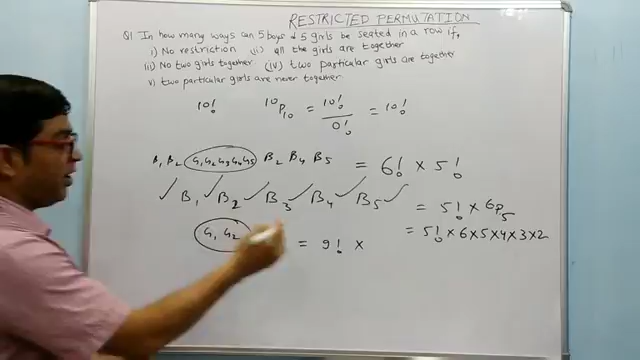 RESTRICTED PERMUTATION
Q1 In how many ways can 5 boys & 5 girls be seated in a row if,
i) No restriction (ii) all the girls are together
iii) No two girls together (iv) two particular girls are together
v) two particular girls are never together
10! 10P10 = 10!/0! = 10!
B1 B2 G1 G2 G3 G4 G5 B2 B4 B5 = 6! × 5!
✓ B1 ✓ B2 ✓ B3 ✓ B4 ✓ B5 ✓ = 5! × 6P5
= 5! × 6 × 5 × 4 × 3 × 2
G1 G2 = 9! ×